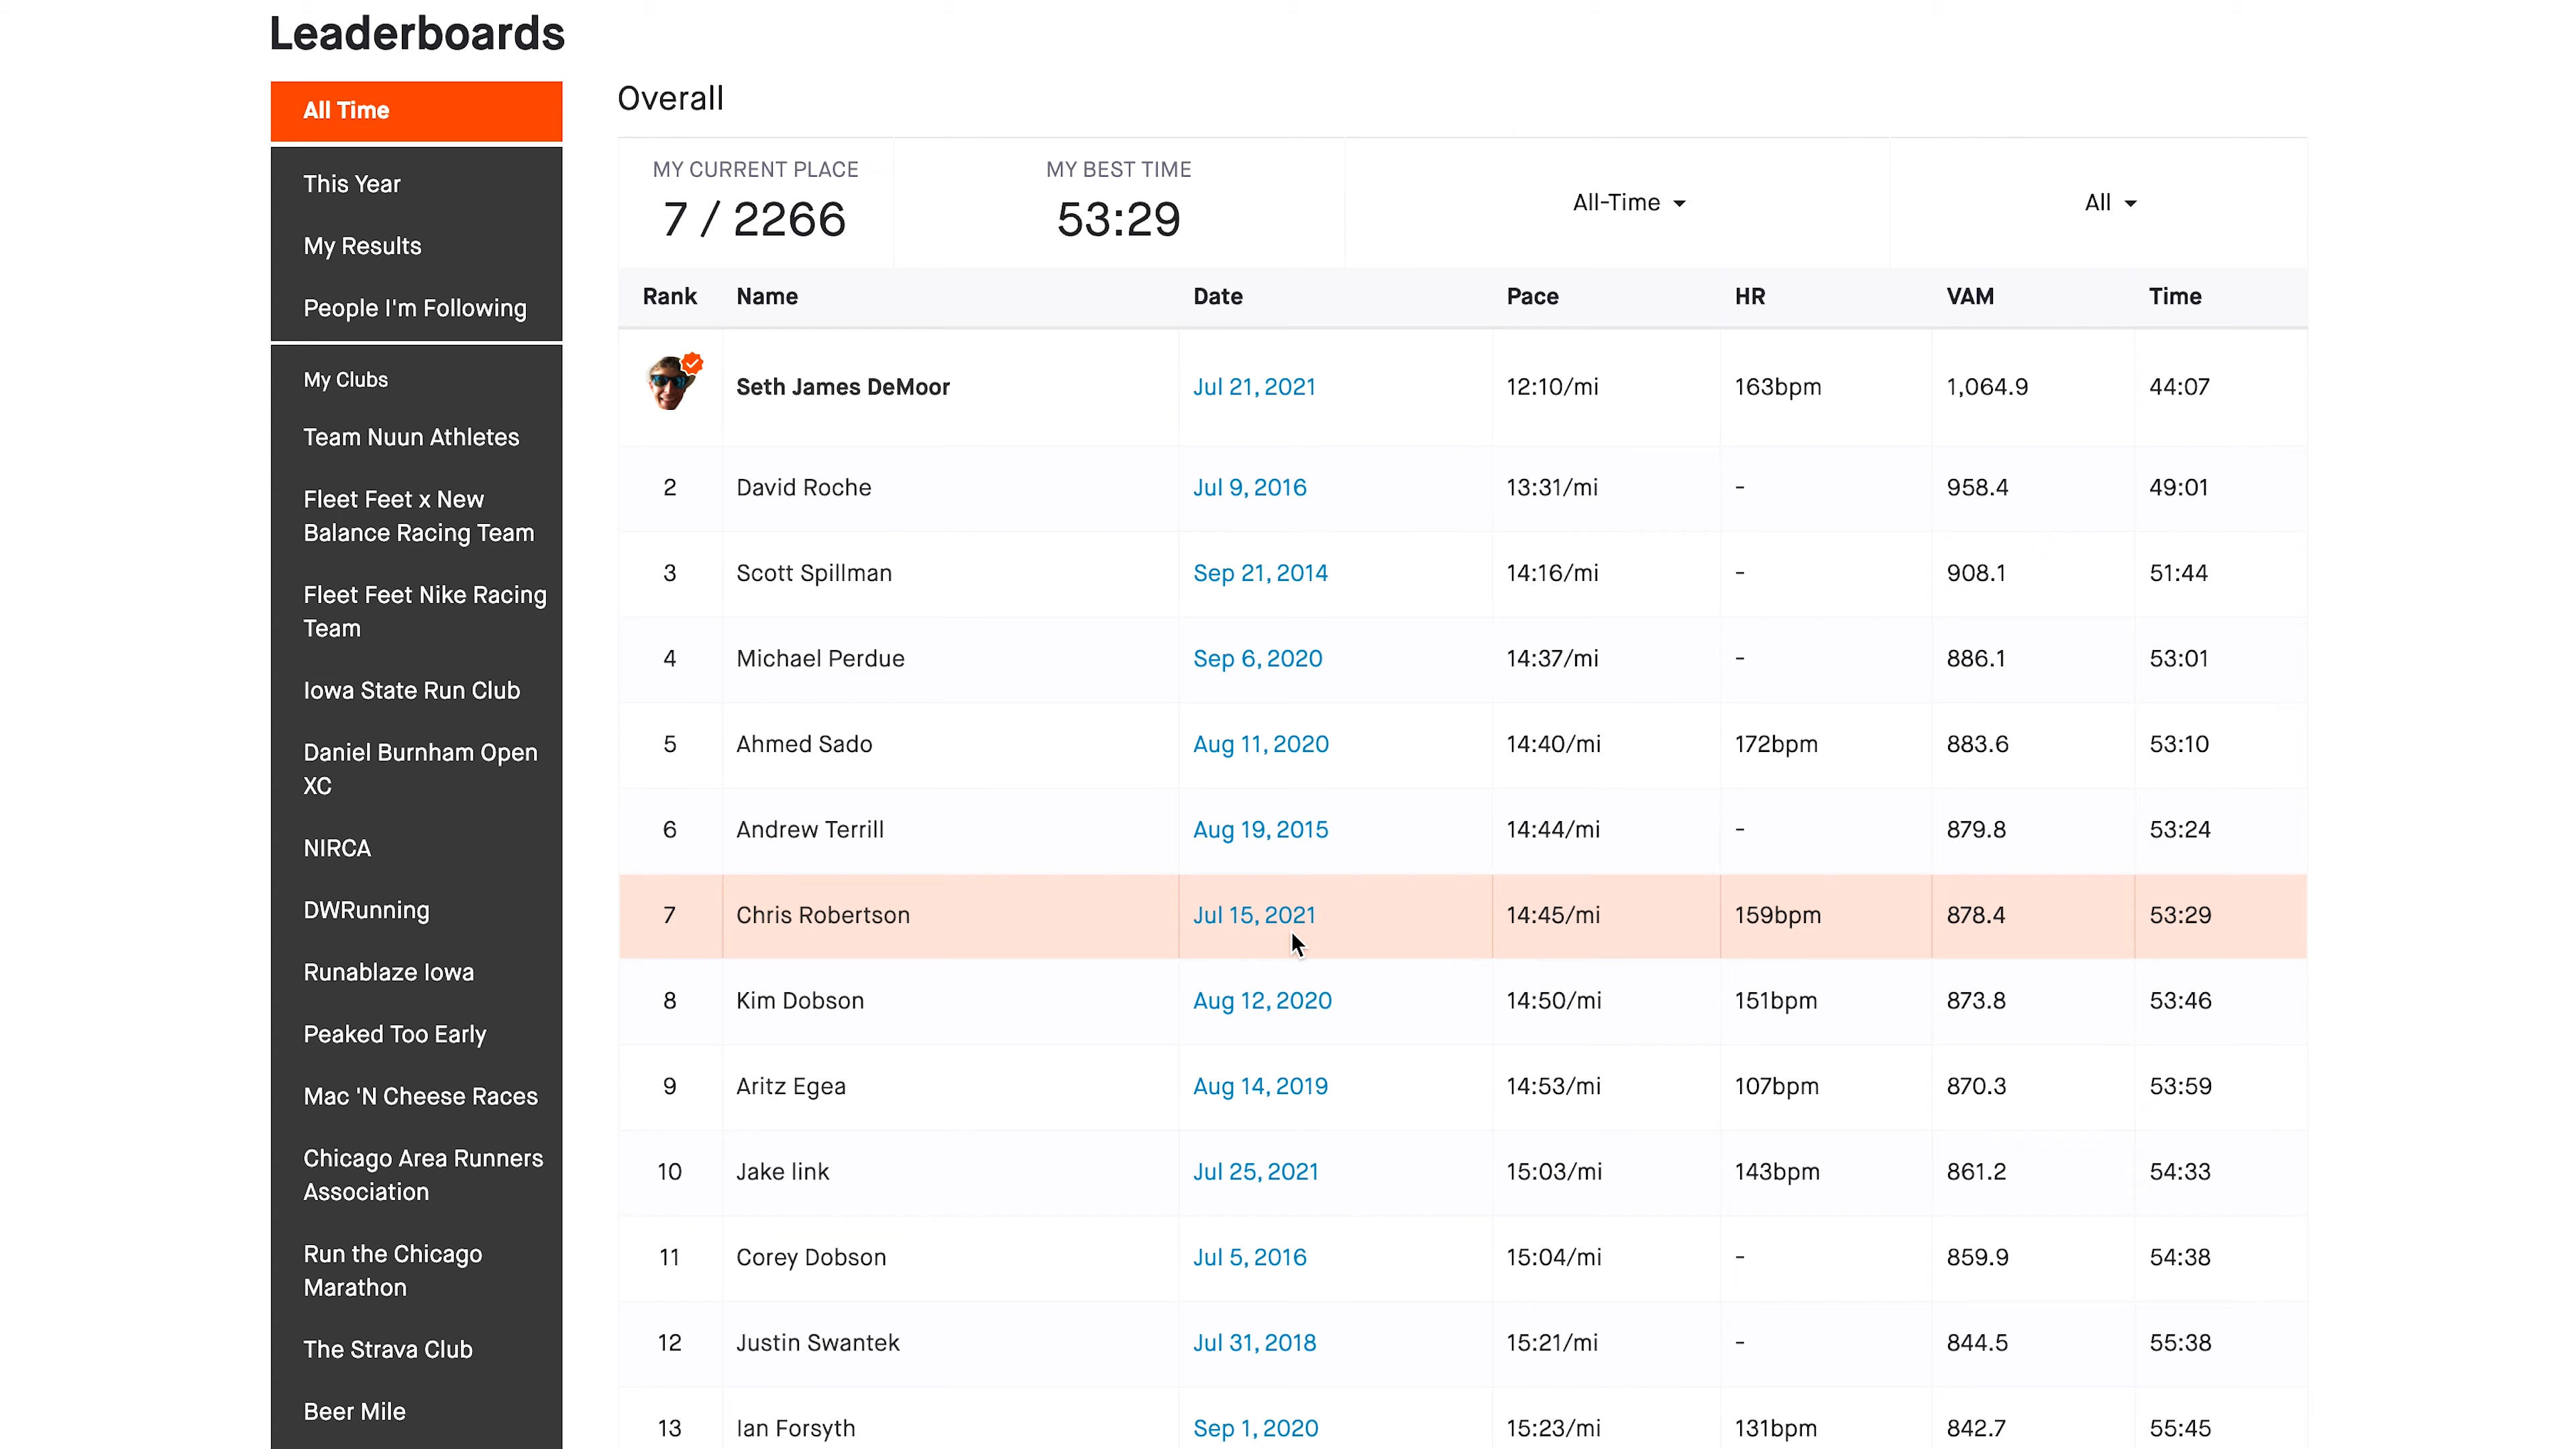 Leaderboards
All Time
This Year
My Results
People I'm Following
My Clubs
Team Nuun Athletes
Fleet Feet x New
Balance Racing Team
Fleet Feet Nike Racing
Team
Iowa State Run Club
Daniel Burnham Open
XC
NIRCA
DWRunning
Runablaze Iowa
Peaked Too Early
Mac 'N Cheese Races
Chicago Area Runners
Association
Run the Chicago
Marathon
The Strava Club
Beer Mile
Overall
MY CURRENT PLACE MY BEST TIME
7 / 2266 53:29 All-Time All
Rank Name Date Pace HR VAM Time
Seth James DeMoor Jul 21, 2021 12:10/mi 163bpm 1,064.9 44:07
2 David Roche Jul 9, 2016 13:31/mi - 958.4 49:01
3 Scott Spillman Sep 21, 2014 14:16/mi - 908.1 51:44
4 Michael Perdue Sep 6, 2020 14:37/mi - 886.1 53:01
5 Ahmed Sado Aug 11, 2020 14:40/mi 172bpm 883.6 53:10
6 Andrew Terrill Aug 19, 2015 14:44/mi - 879.8 53:24
7 Chris Robertson Jul 15, 2021 14:45/mi 159bpm 878.4 53:29
8 Kim Dobson Aug 12, 2020 14:50/mi 151bpm 873.8 53:46
9 Aritz Egea Aug 14, 2019 14:53/mi 107bpm 870.3 53:59
10 Jake link Jul 25, 2021 15:03/mi 143bpm 861.2 54:33
11 Corey Dobson Jul 5, 2016 15:04/mi - 859.9 54:38
12 Justin Swantek Jul 31, 2018 15:21/mi - 844.5 55:38
13 Ian Forsyth Sep 1, 2020 15:23/mi 131bpm 842.7 55:45